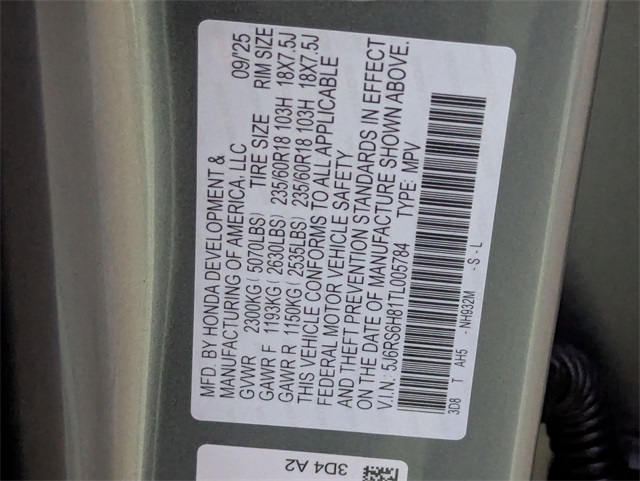 MFD. BY HONDA DEVELOPMENT &
MANUFACTURING OF AMERICA, LLC 09/25
GVWR 2300KG ( 5070LBS) TIRE SIZE RIM SIZE
GAWR F 1193KG ( 2630LBS) 235/60R18 103H 18X7.5J
GAWR R 1150KG ( 2535LBS) 235/60R18 103H 18X7.5J
THIS VEHICLE CONFORMS TO ALL APPLICABLE
FEDERAL MOTOR VEHICLE SAFETY
AND THEFT PREVENTION STANDARDS IN EFFECT
ON THE DATE OF MANUFACTURE SHOWN ABOVE.
V.I.N: 5J6RS6H81TL005784 TYPE: MPV
3D8 T AH5 - NH932M - S - L
3D4 A2